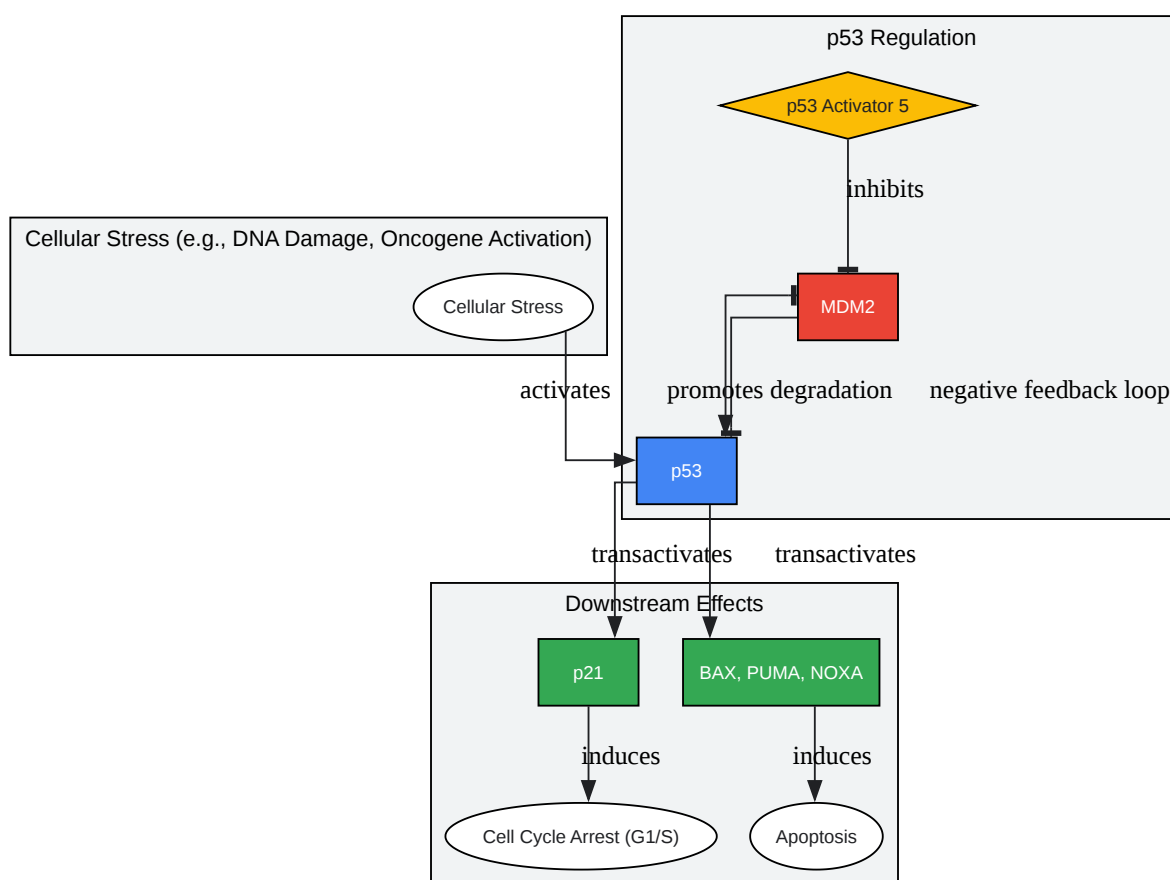 p53 Regulation
p53 Activator 5
inhibits
Cellular Stress (e.g., DNA Damage, Oncogene Activation)
Cellular Stress
MDM2
activates
promotes degradation
negative feedback loop
p53
transactivates
transactivates
Downstream Effects
p21
BAX, PUMA, NOXA
induces
induces
Cell Cycle Arrest (G1/S)
Apoptosis